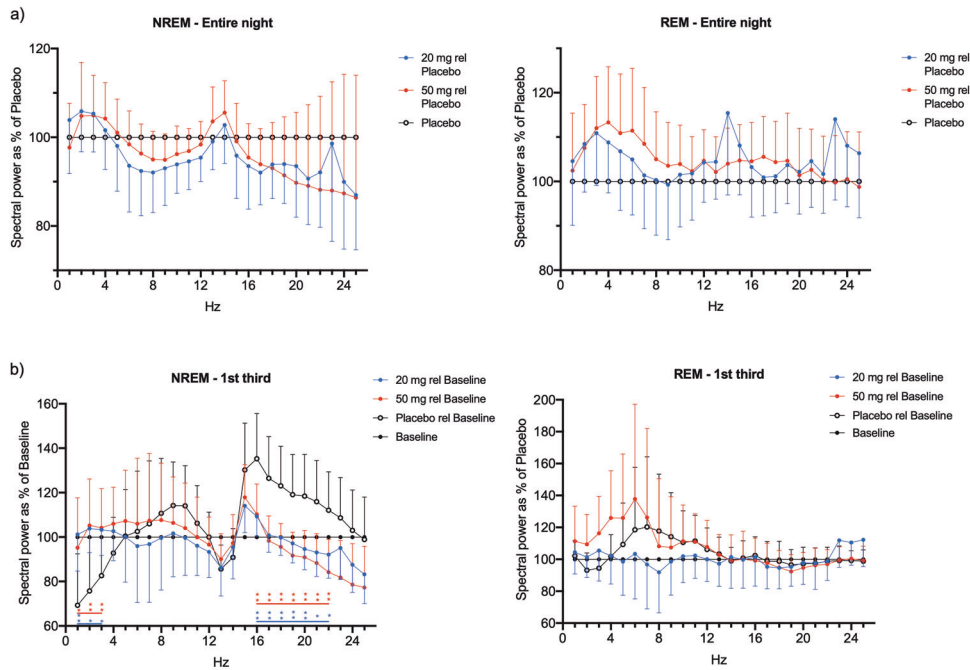 a)
NREM - Entire night
Spectral power as % of Placebo
120
100
80
0 4 8 12 16 20 24
Hz
20 mg rel
Placebo
50 mg rel
Placebo
Placebo
REM - Entire night
Spectral power as % of Placebo
120
100
80
0 4 8 12 16 20 24
Hz
20 mg rel
Placebo
50 mg rel
Placebo
Placebo
b)
NREM - 1st third
Spectral power as % of Baseline
160
140
120
100
80
60
0 4 8 12 16 20 24
Hz
20 mg rel Baseline
50 mg rel Baseline
Placebo rel Baseline
Baseline
REM - 1st third
Spectral power as % of Placebo
200
180
160
140
120
100
80
60
0 4 8 12 16 20 24
Hz
20 mg rel Baseline
50 mg rel Baseline
Placebo rel Baseline
Baseline